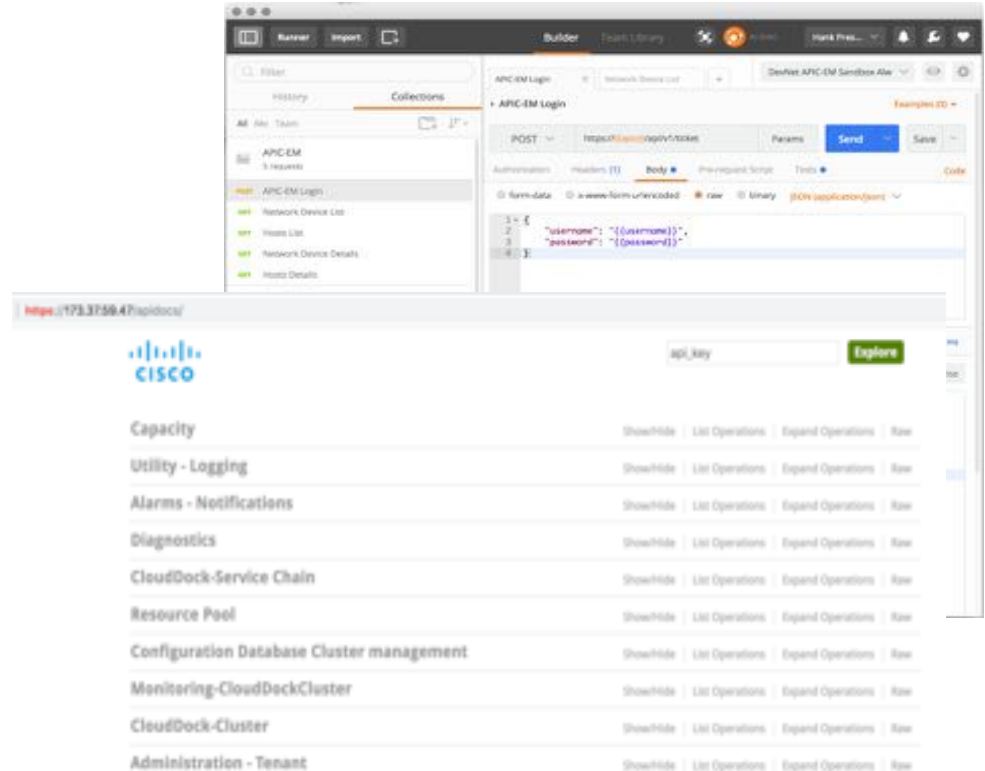 Runner Import Builder Team Library
Filter
History Collections
All Me Team
APIC-EM
5 requests
POST APIC-EM Login
GET Network Device List
GET Hosts List
GET Network Device Details
GET Hosts Details
DevNet APIC-EM Sandbox Alw
APIC-EM Login Network Device List
APIC-EM Login Examples (0)
POST Params Send Save
Authorization Headers (1) Body Pre-request Script Tests Code
form-data x-www-form-urlencoded raw binary JSON (application/json)
1 {
2 "username": "{{username}}",
3 "password": "{{password}}"
4 }
https://173.37.59.47/apidocs/
CISCO
api_key Explore
Capacity Show/Hide List Operations Expand Operations Raw
Utility - Logging Show/Hide List Operations Expand Operations Raw
Alarms - Notifications Show/Hide List Operations Expand Operations Raw
Diagnostics Show/Hide List Operations Expand Operations Raw
CloudDock-Service Chain Show/Hide List Operations Expand Operations Raw
Resource Pool Show/Hide List Operations Expand Operations Raw
Configuration Database Cluster management Show/Hide List Operations Expand Operations Raw
Monitoring-CloudDockCluster Show/Hide List Operations Expand Operations Raw
CloudDock-Cluster Show/Hide List Operations Expand Operations Raw
Administration - Tenant Show/Hide List Operations Expand Operations Raw